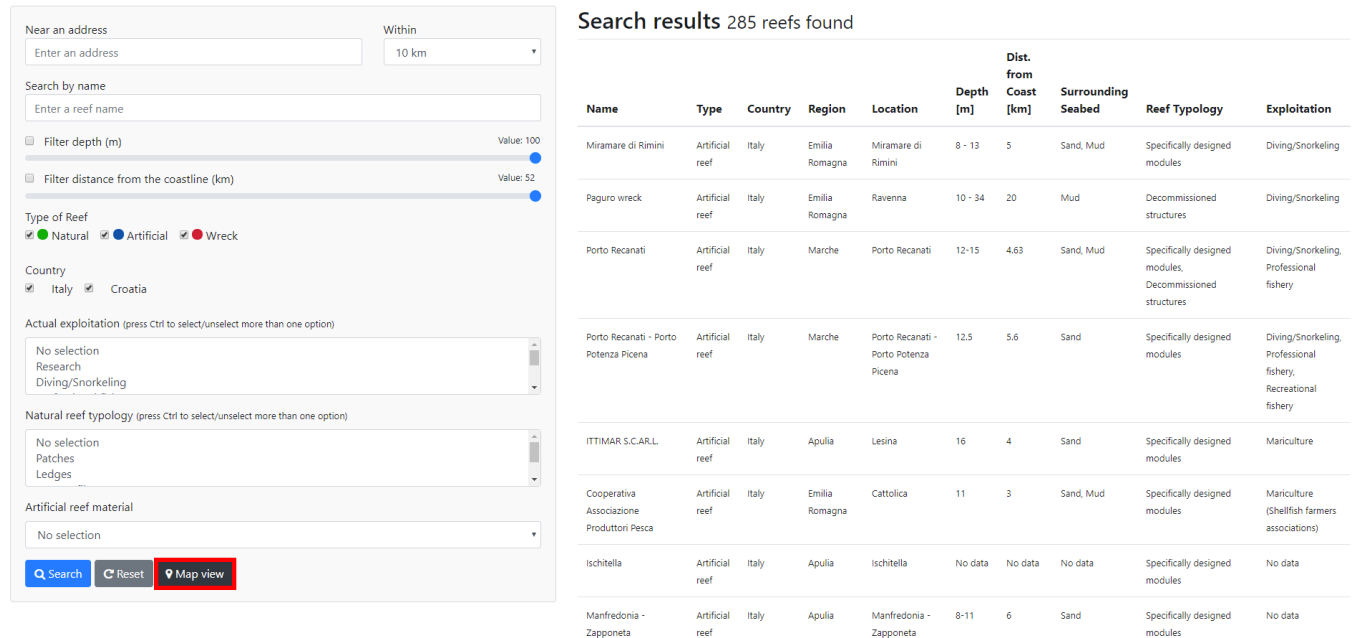 Near an address
Within
Enter an address
10 km
Search by name
Enter a reef name
Filter depth (m)
Value: 100
Filter distance from the coastline (km)
Value: 52
Type of Reef
Natural Artificial Wreck
Country
Italy Croatia
Actual exploitation (press Ctrl to select/unselect more than one option)
No selection
Research
Diving/Snorkeling
Natural reef typology (press Ctrl to select/unselect more than one option)
No selection
Patches
Ledges
Artificial reef material
No selection
Search Reset Map view
Search results 285 reefs found
Name Type Country Region Location Depth [m] Dist. from Coast [km] Surrounding Seabed Reef Typology Exploitation
Miramare di Rimini Artificial reef Italy Emilia Romagna Miramare di Rimini 8 - 13 5 Sand, Mud Specifically designed modules Diving/Snorkeling
Paguro wreck Artificial reef Italy Emilia Romagna Ravenna 10 - 34 20 Mud Decommissioned structures Diving/Snorkeling
Porto Recanati Artificial reef Italy Marche Porto Recanati 12-15 4.63 Sand, Mud Specifically designed modules, Decommissioned structures Diving/Snorkeling, Professional fishery
Porto Recanati - Porto Potenza Picena Artificial reef Italy Marche Porto Recanati - Porto Potenza Picena 12.5 5.6 Sand Specifically designed modules Diving/Snorkeling, Professional fishery, Recreational fishery
ITTIMAR S.C.AR.L. Artificial reef Italy Apulia Lesina 16 4 Sand Specifically designed modules Mariculture
Cooperativa Associazione Produttori Pesca Artificial reef Italy Emilia Romagna Cattolica 11 3 Sand, Mud Specifically designed modules Mariculture (Shellfish farmers associations)
Ischitella Artificial reef Italy Apulia Ischitella No data No data No data Specifically designed modules No data
Manfredonia - Zapponeta Artificial reef Italy Apulia Manfredonia - Zapponeta 8-11 6 Sand Specifically designed modules No data